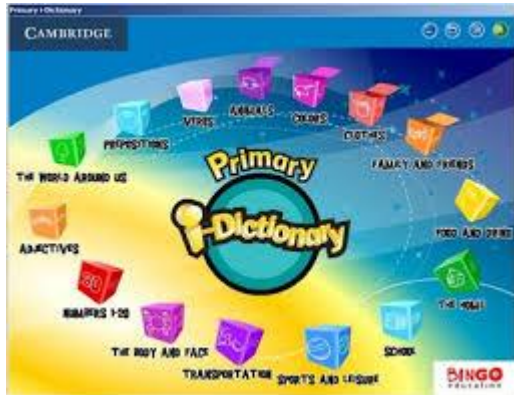 Primary i-Dictionary
CAMBRIDGE
ANIMALS
COLORS
VERBS
CLOTHES
PREPOSITIONS
FAMILY AND FRIENDS
THE WORLD AROUND US
Primary
i-Dictionary
FOOD AND DRINK
ADJECTIVES
THE HOME
NUMBERS 1-20
SCHOOL
THE BODY AND FACE
TRANSPORTATION
SPORTS AND LEISURE
BINGO
education